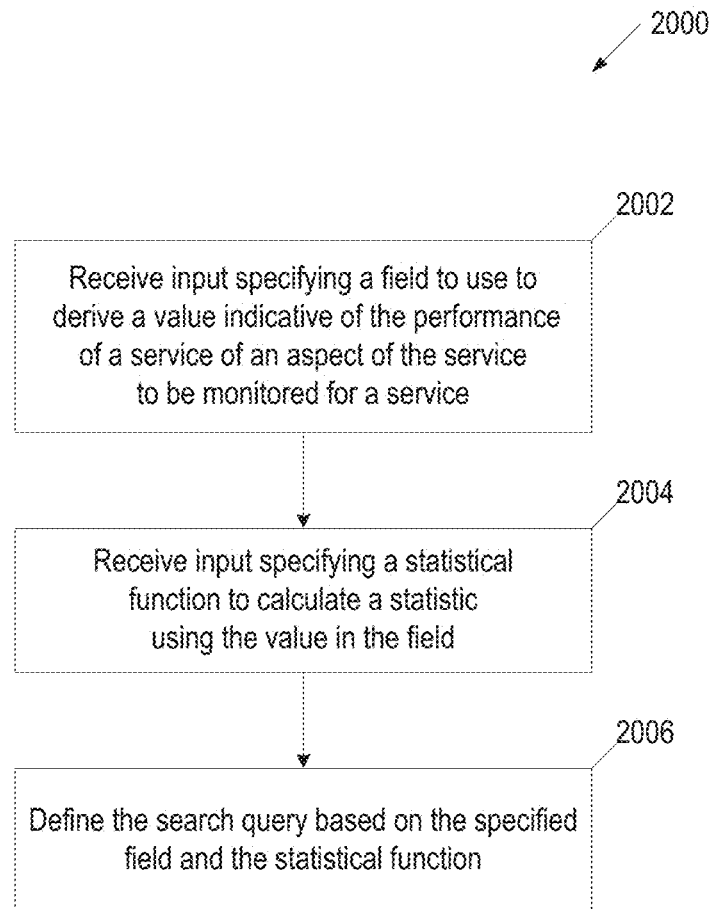 2000
2002
Receive input specifying a field to use to
derive a value indicative of the performance
of a service of an aspect of the service
to be monitored for a service
2004
Receive input specifying a statistical
function to calculate a statistic
using the value in the field
2006
Define the search query based on the specified
field and the statistical function